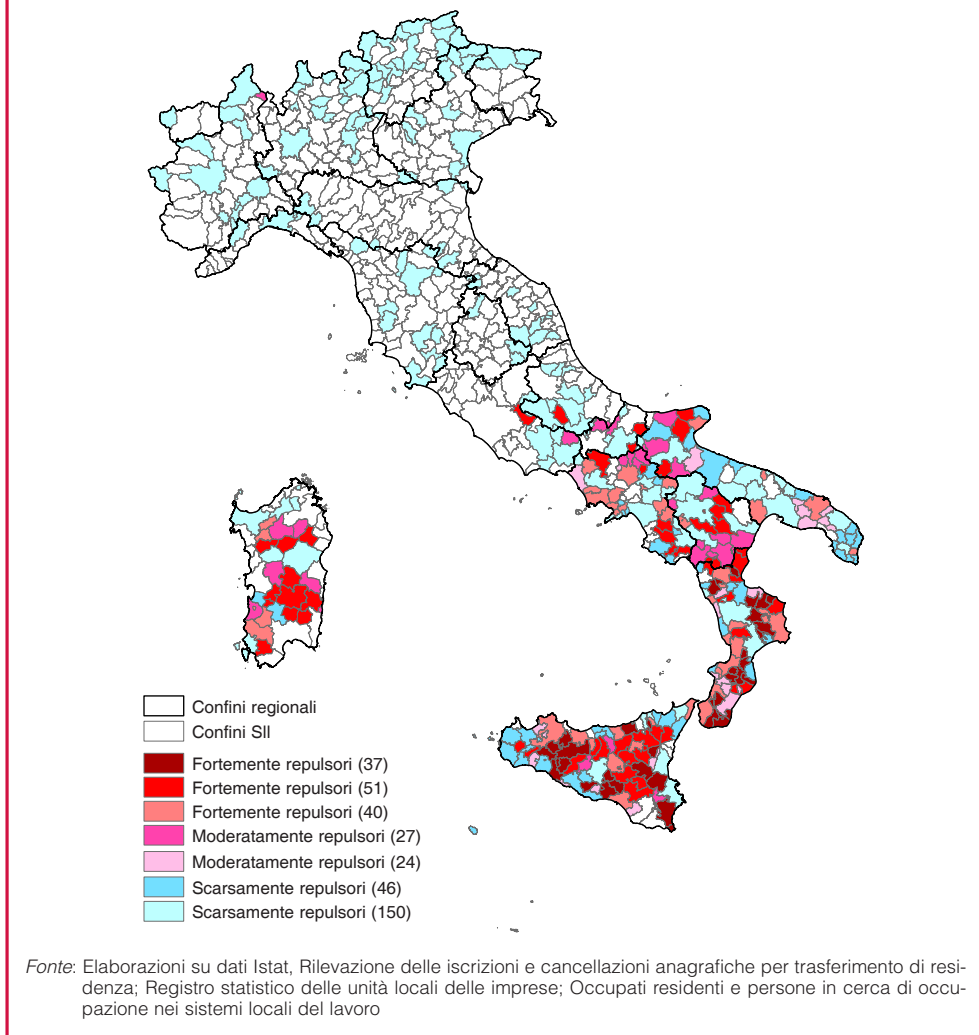 Confini regionali
Confini Sll
Fortemente repulsori (37)
Fortemente repulsori (51)
Fortemente repulsori (40)
Moderatamente repulsori (27)
Moderatamente repulsori (24)
Scarsamente repulsori (46)
Scarsamente repulsori (150)
Fonte: Elaborazioni su dati Istat, Rilevazione delle iscrizioni e cancellazioni anagrafiche per trasferimento di resi-
denza; Registro statistico delle unità locali delle imprese; Occupati residenti e persone in cerca di occu-
pazione nei sistemi locali del lavoro